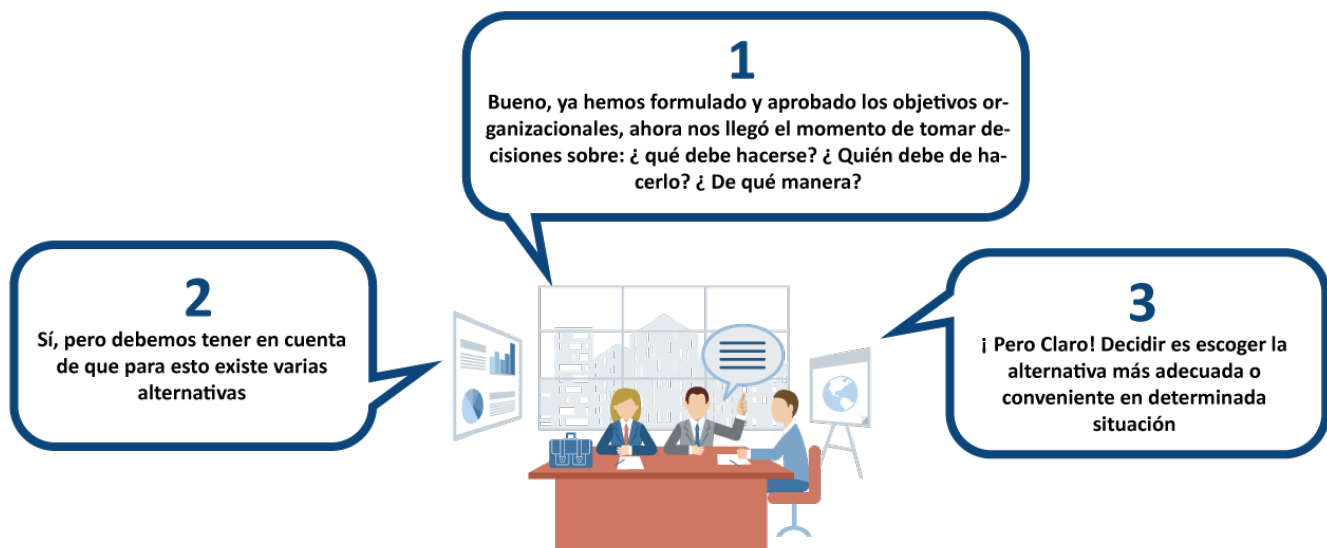 1
Bueno, ya hemos formulado y aprobado los objetivos or-
ganizacionales, ahora nos llegó el momento de tomar de-
cisiones sobre: ¿ qué debe hacerse? ¿ Quién debe de ha-
cerlo? ¿ De qué manera?
2
Sí, pero debemos tener en cuenta
de que para esto existe varias
alternativas
3
¡ Pero Claro! Decidir es escoger la
alternativa más adecuada o
conveniente en determinada
situación